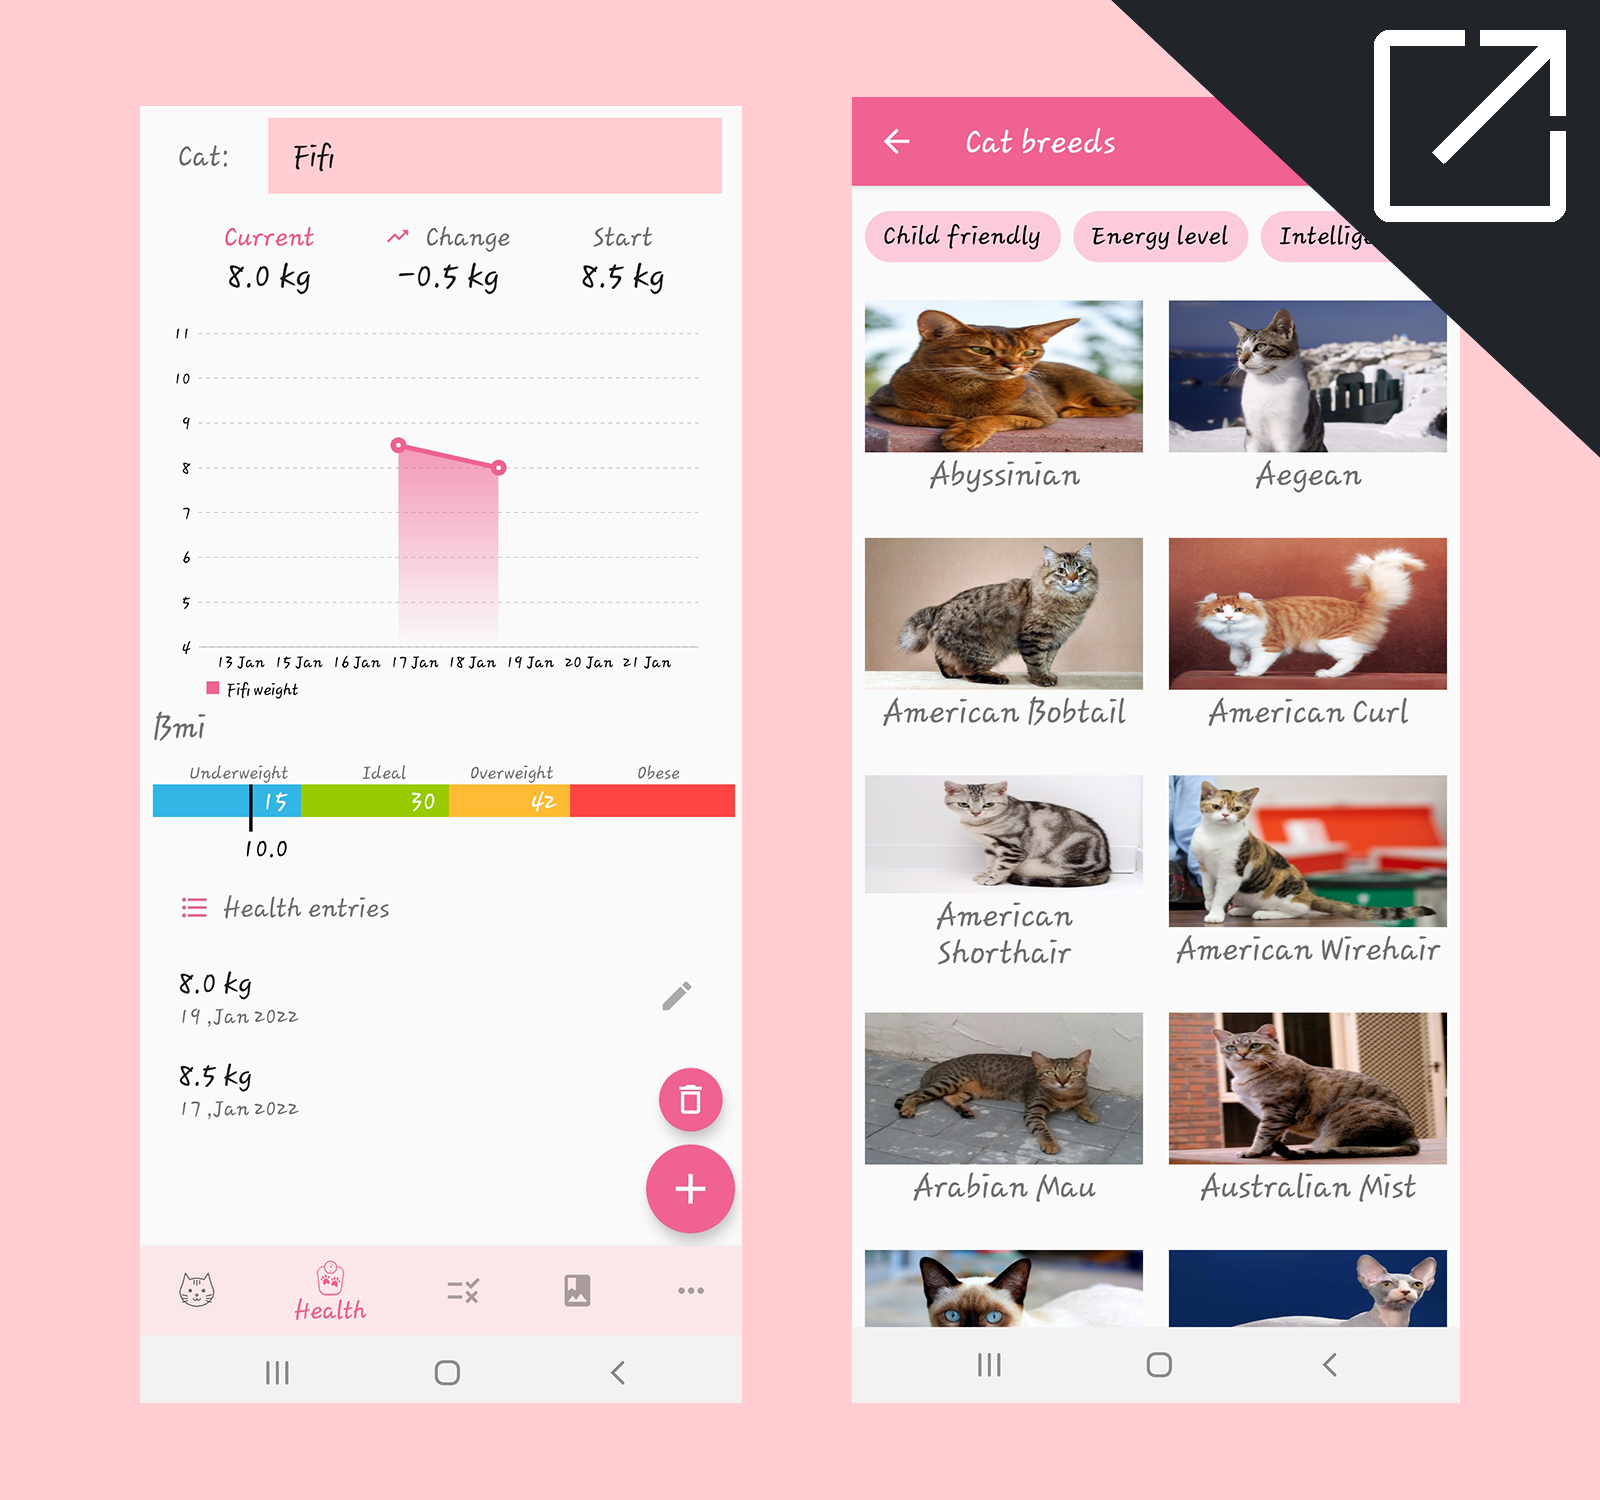 Cat:
Fifi
Current
Change
Start
8.0 kg
-0.5 kg
8.5 kg
11
10
9
8
7
6
5
4
13 Jan 15 Jan 16 Jan 17 Jan 18 Jan 19 Jan 20 Jan 21 Jan
Fifi weight
Bmi
Underweight Ideal Overweight Obese
15 30 42
10.0
Health entries
8.0 kg
19 ,Jan 2022
8.5 kg
17 ,Jan 2022
Health
Cat breeds
Child friendly
Energy level
Abyssinian
Aegean
American Bobtail
American Curl
American
Shorthair
American Wirehair
Arabian Mau
Australian Mist